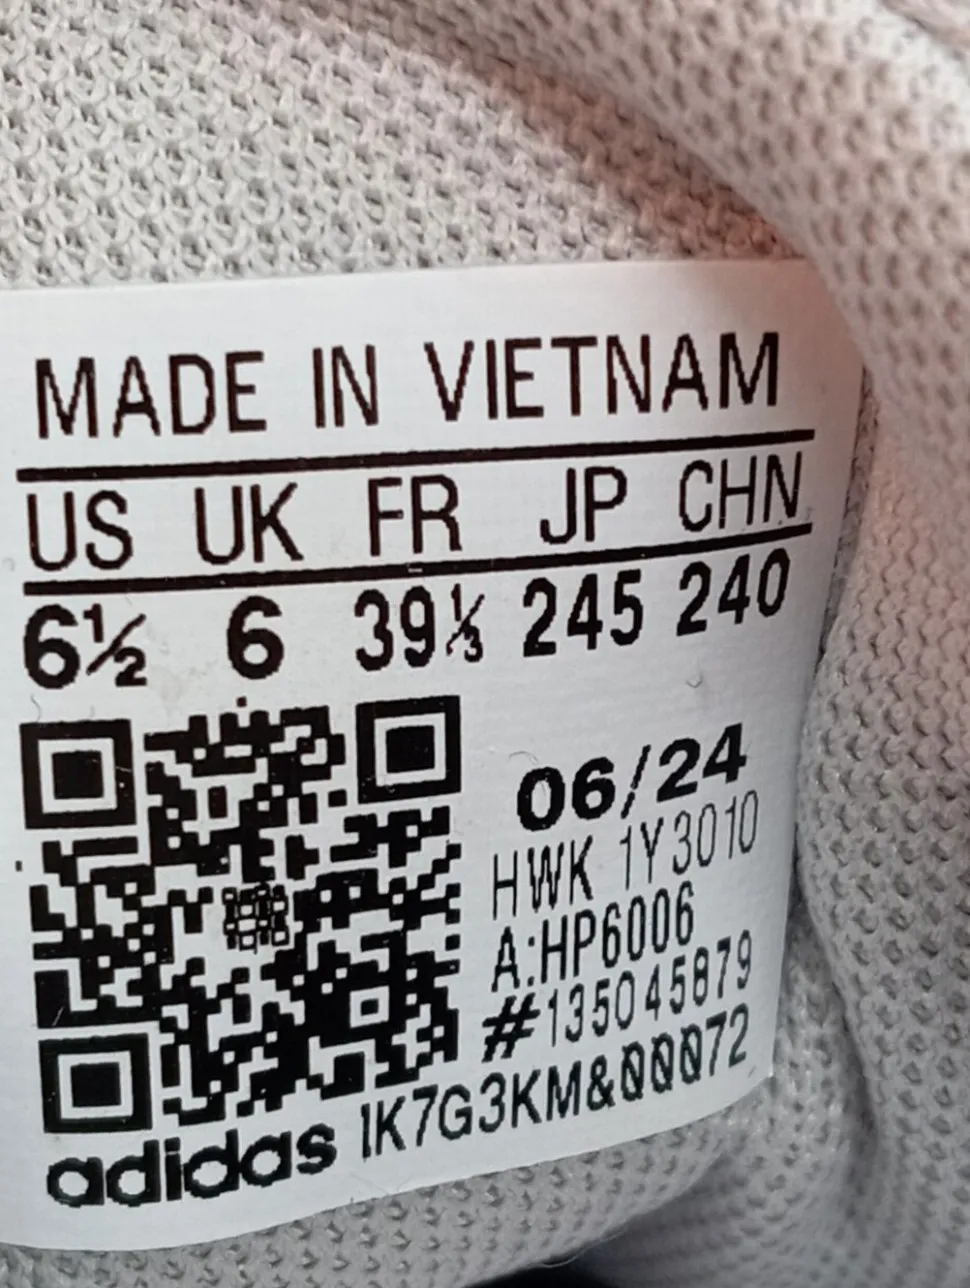 MADE IN VIETNAM
US UK FR JP CHN
6½ 6 39⅓ 245 240
06/24
HWK 1Y3010
A:HP6006
#135045879
adidas 1K7G3KM&00072